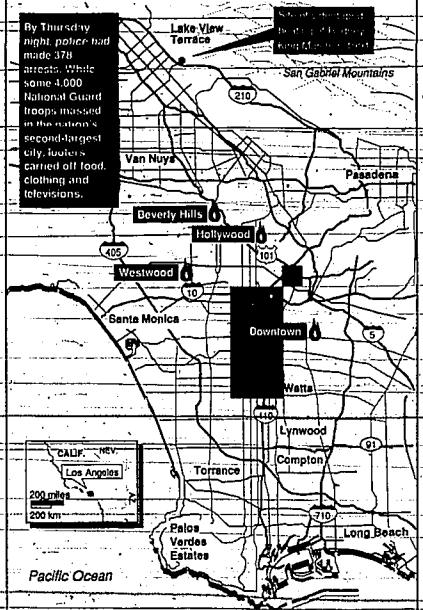 By Thursday
night, police had
made 378
arrests. While
some 4,000
National Guard
troops massed
in the nation's
second-largest
city, looters
carried off food,
clothing and
televisions.
Lake View
Terrace
San Gabriel Mountains
210
Van Nuys
Pasadena
Beverly Hills
Hollywood
101
405
Westwood
10
Santa Monica
5
Downtown
Watts
110
Lynwood
91
Compton
CALIF.
NEV.
Los Angeles
200 miles
200 km
Torrance
710
Palos
Verdes
Estates
Long Beach
Pacific Ocean